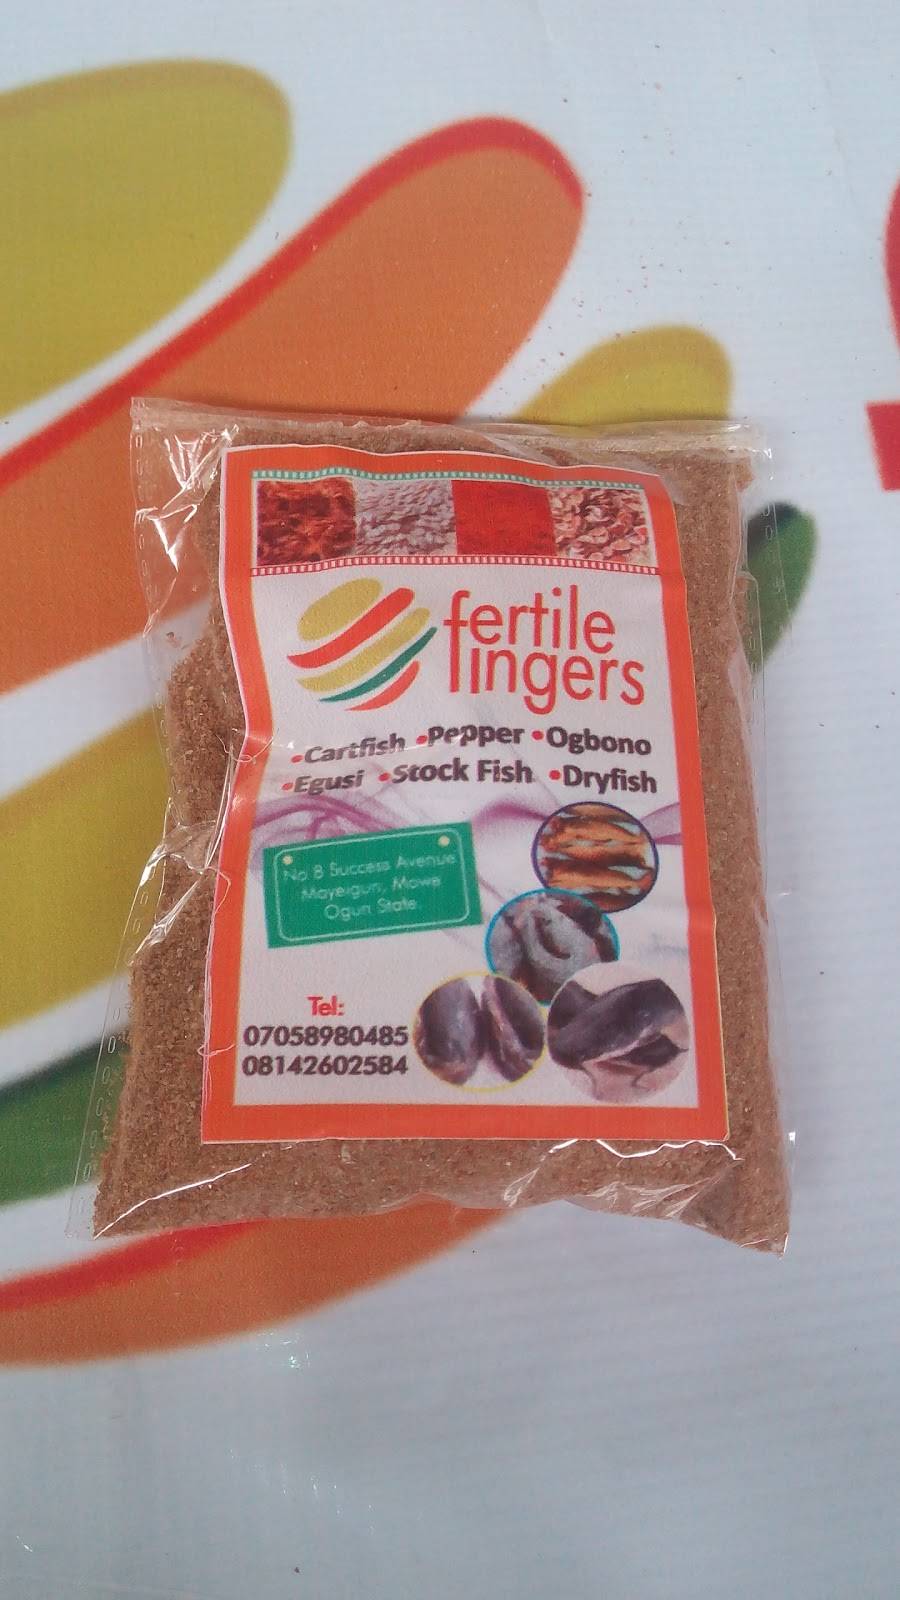 fertile
fingers
•Cartfish •Pepper •Ogbono
•Egusi •Stock Fish •Dryfish
No 8 Success Avenue
Mayeigun, Mowe
Ogun State.
Tel:
07058980485
08142602584